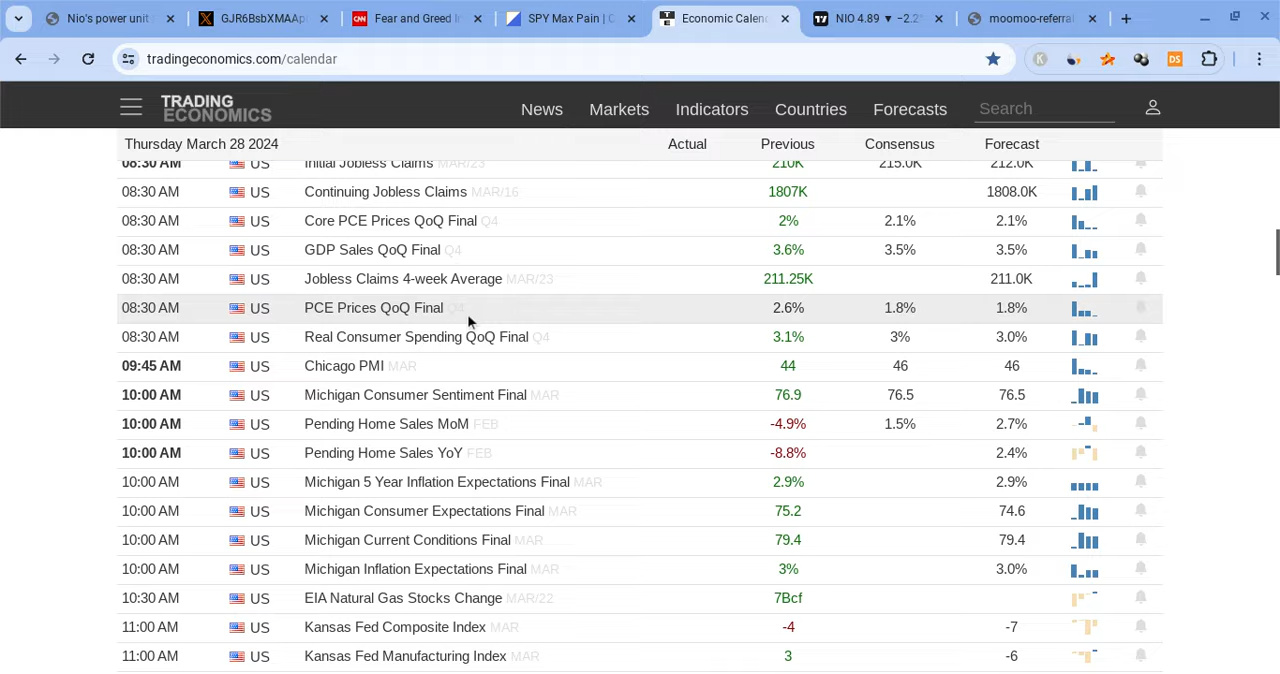 Nio's power unit
GJR6BsbXMAAp
Fear and Greed I
SPY Max Pain | C
Economic Calend
NIO 4.89 ▼ −2.2
moomoo-referra
tradingeconomics.com/calendar
TRADING
ECONOMICS
News Markets Indicators Countries Forecasts Search
Thursday March 28 2024 Actual Previous Consensus Forecast
08:30 AM US Initial Jobless Claims MAR/23 210K 215.0K 212.0K
08:30 AM US Continuing Jobless Claims MAR/16 1807K 1808.0K
08:30 AM US Core PCE Prices QoQ Final Q4 2% 2.1% 2.1%
08:30 AM US GDP Sales QoQ Final Q4 3.6% 3.5% 3.5%
08:30 AM US Jobless Claims 4-week Average MAR/23 211.25K 211.0K
08:30 AM US PCE Prices QoQ Final Q4 2.6% 1.8% 1.8%
08:30 AM US Real Consumer Spending QoQ Final Q4 3.1% 3% 3.0%
09:45 AM US Chicago PMI MAR 44 46 46
10:00 AM US Michigan Consumer Sentiment Final MAR 76.9 76.5 76.5
10:00 AM US Pending Home Sales MoM FEB -4.9% 1.5% 2.7%
10:00 AM US Pending Home Sales YoY FEB -8.8% 2.4%
10:00 AM US Michigan 5 Year Inflation Expectations Final MAR 2.9% 2.9%
10:00 AM US Michigan Consumer Expectations Final MAR 75.2 74.6
10:00 AM US Michigan Current Conditions Final MAR 79.4 79.4
10:00 AM US Michigan Inflation Expectations Final MAR 3% 3.0%
10:30 AM US EIA Natural Gas Stocks Change MAR/22 7Bcf
11:00 AM US Kansas Fed Composite Index MAR -4 -7
11:00 AM US Kansas Fed Manufacturing Index MAR 3 -6